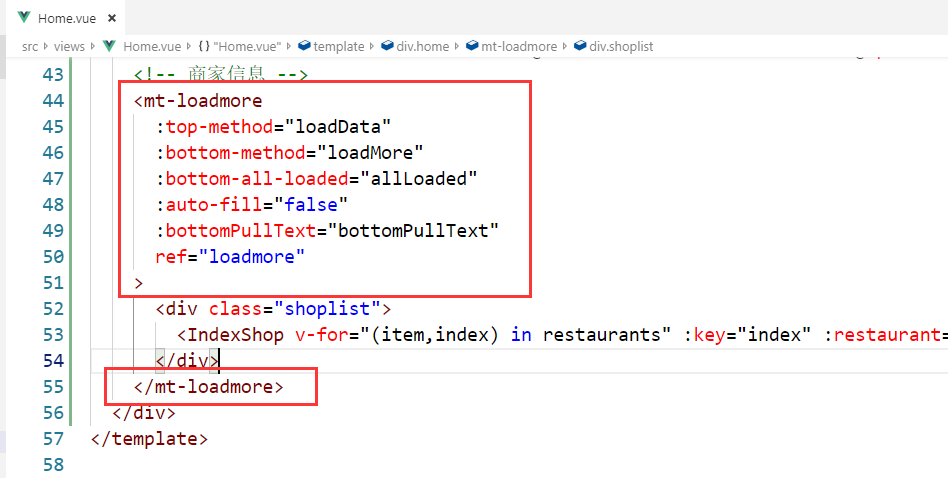 Home.vue ×
src > views > Home.vue > {} "Home.vue" > template > div.home > mt-loadmore > div.shoplist
43 <!-- 商家信息 -->
44 <mt-loadmore
45 :top-method="loadData"
46 :bottom-method="loadMore"
47 :bottom-all-loaded="allLoaded"
48 :auto-fill="false"
49 :bottomPullText="bottomPullText"
50 ref="loadmore"
51 >
52 <div class="shoplist">
53 <IndexShop v-for="(item,index) in restaurants" :key="index" :restaurant=
54 </div>
55 </mt-loadmore>
56 </div>
57 </template>
58